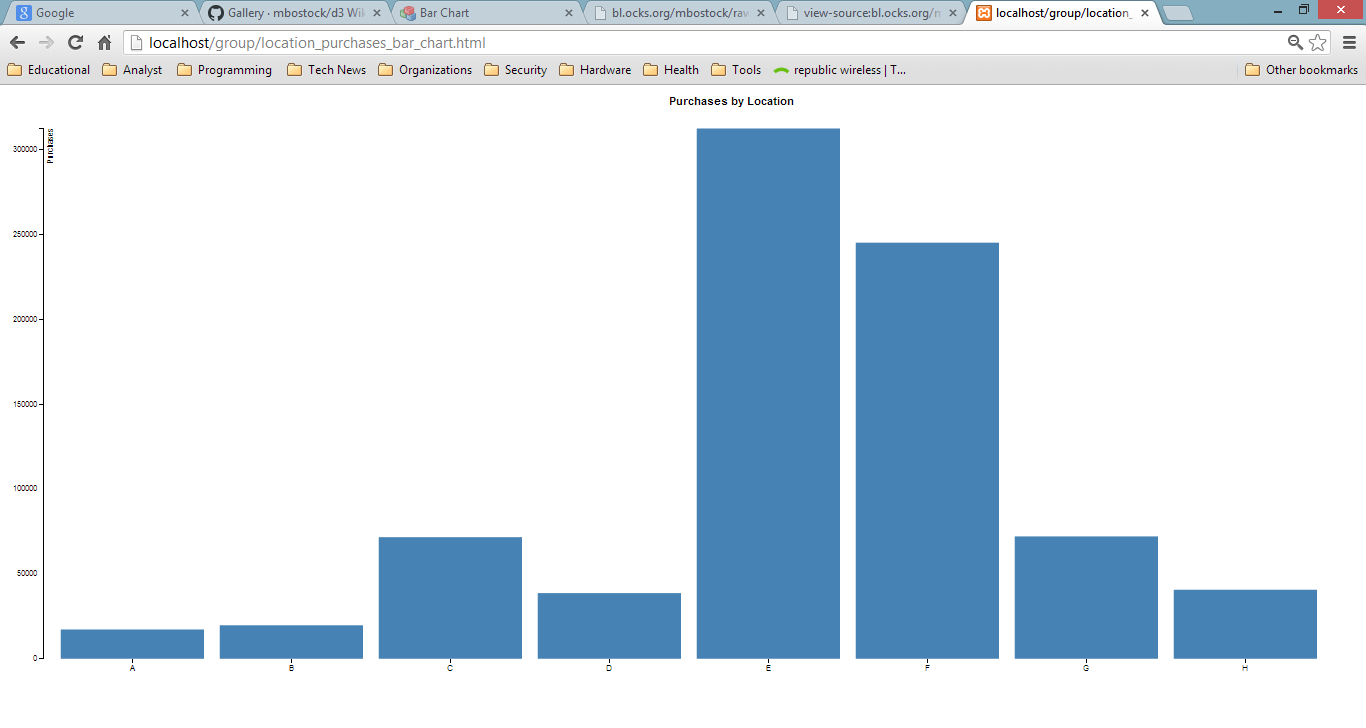 Google
Gallery · mbostock/d3 Wik
Bar Chart
bl.ocks.org/mbostock/raw
view-source:bl.ocks.org/m
localhost/group/location_
localhost/group/location_purchases_bar_chart.html
Educational Analyst Programming Tech News Organizations Security Hardware Health Tools republic wireless | T... Other bookmarks
Purchases by Location
Purchases
300000
250000
200000
150000
100000
50000
0
A B C D E F G H